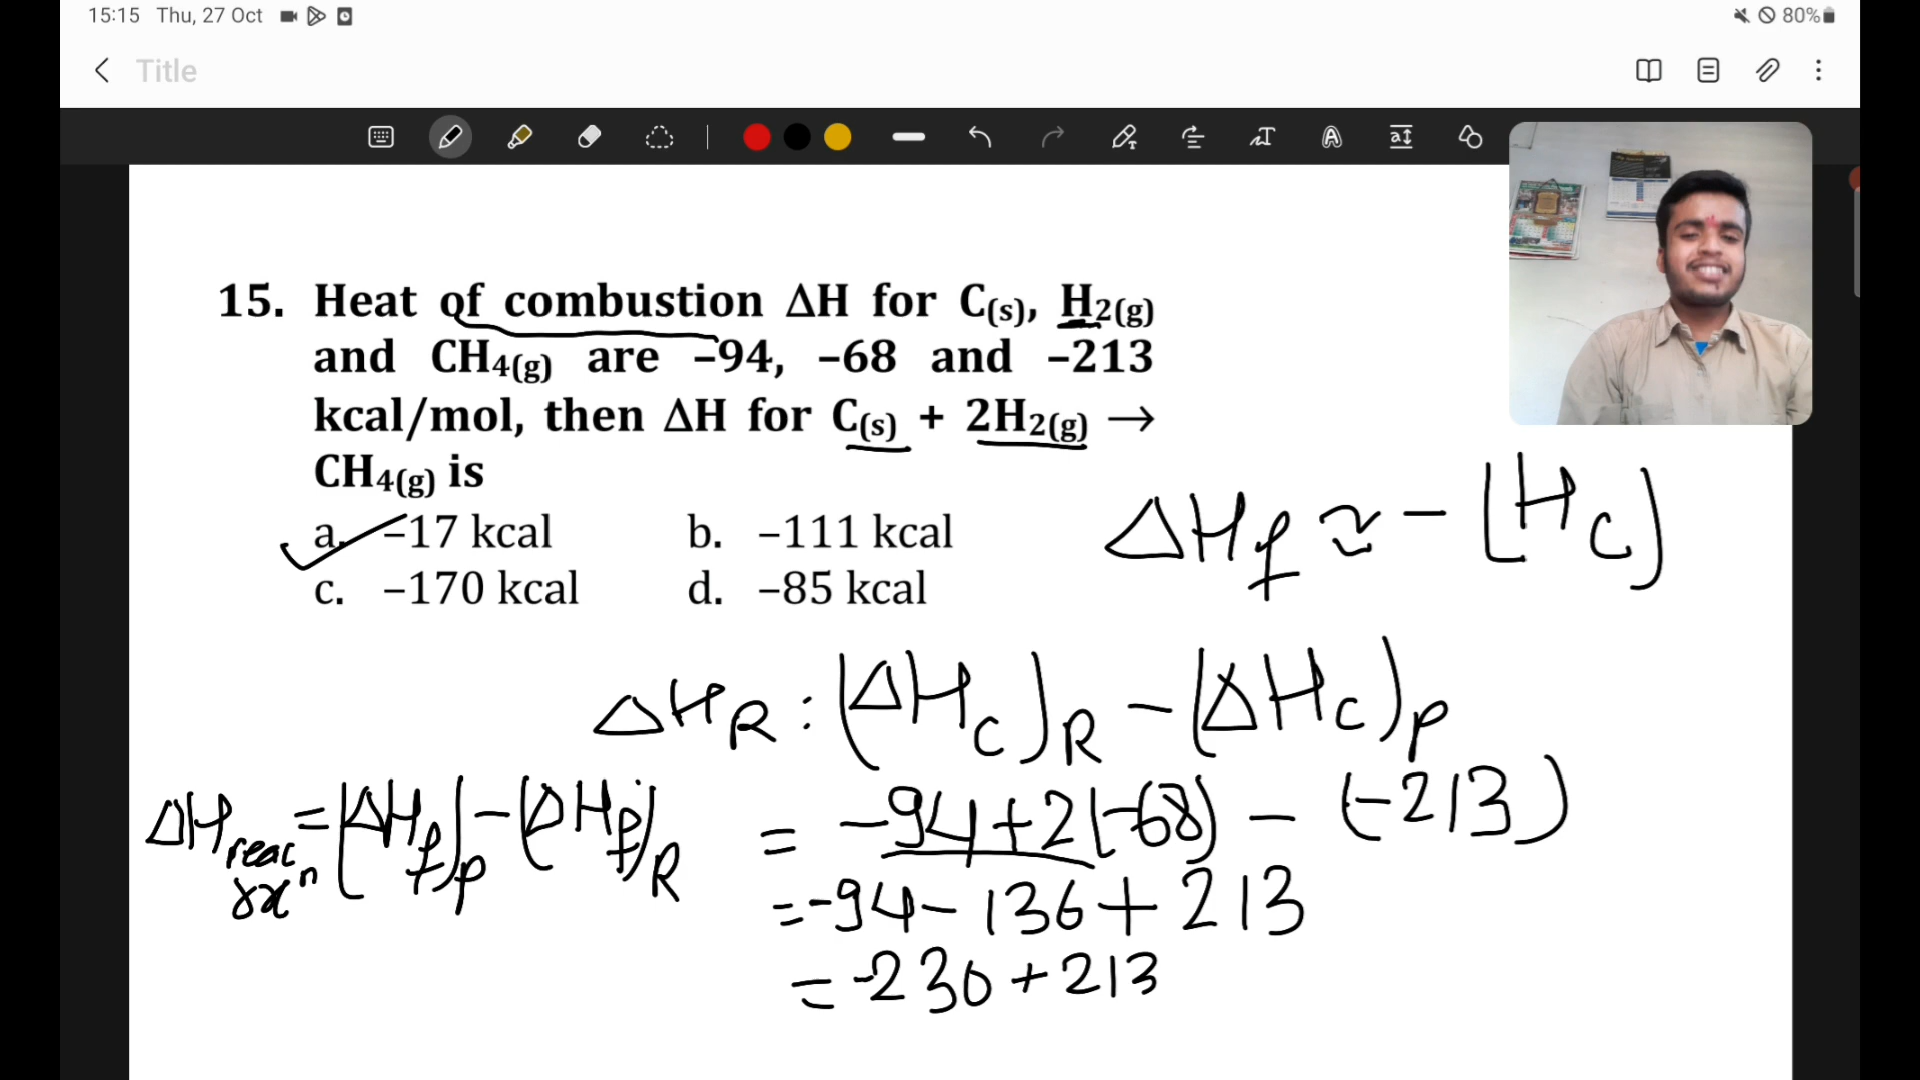 15:15 Thu, 27 Oct
80%
Title
15. Heat of combustion ΔH for C(s), H2(g)
and CH4(g) are –94, –68 and –213
kcal/mol, then ΔH for C(s) + 2H2(g) →
CH4(g) is
a. –17 kcal b. –111 kcal
c. –170 kcal d. –85 kcal
ΔHf ≈ – (HC)
ΔHR : (ΔHC)R – (ΔHC)P
ΔHreac rxⁿ = (ΔHf)P – (ΔHf)R
= –94+2(–68) – (–213)
= –94 – 136 + 213
= –230 + 213